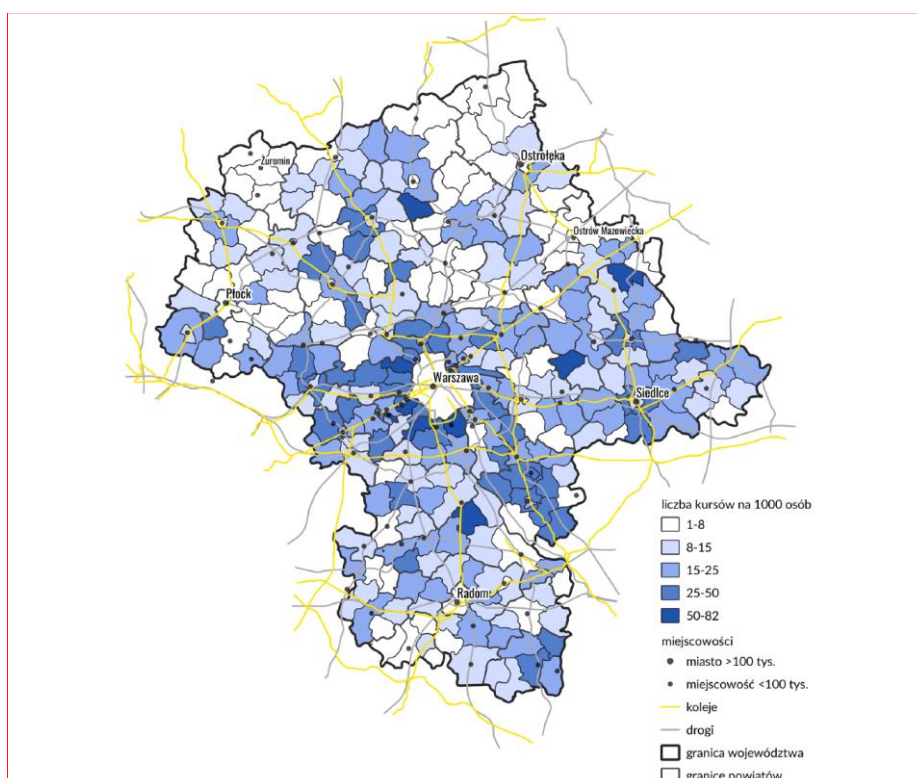 Żuromin
Ostrołęka
Ostrów Mazowiecka
Płock
Warszawa
Siedlce
Radom
liczba kursów na 1000 osób
1-8
8-15
15-25
25-50
50-82
miejscowości
miasto >100 tys.
miejscowość <100 tys.
koleje
drogi
granica województwa
granice powiatów